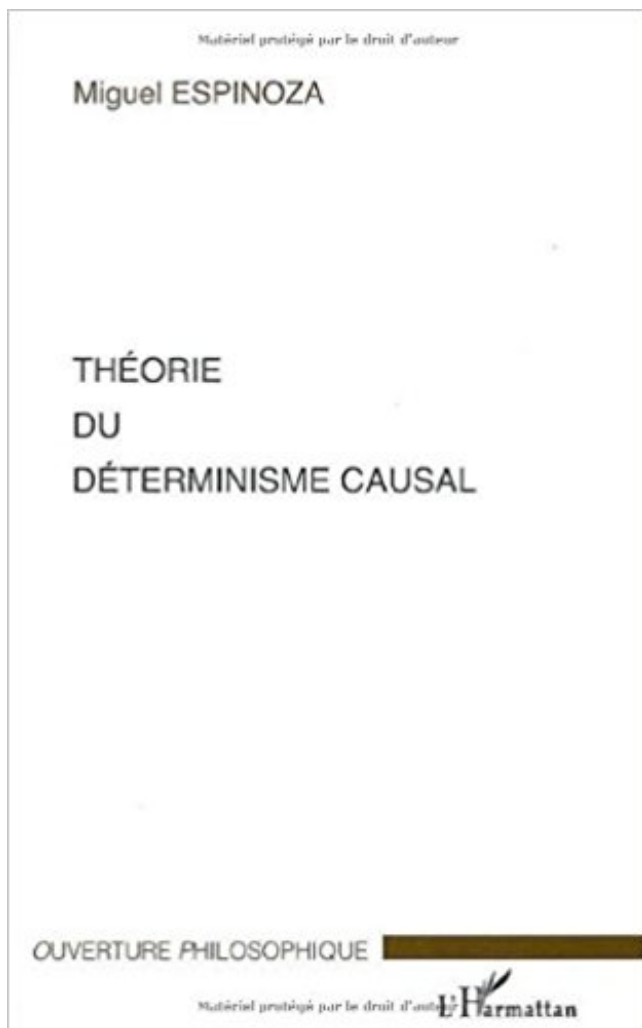 Matériel protégé par le droit d'auteur
Miguel ESPINOZA
THÉORIE
DU
DÉTERMINISME CAUSAL
OUVERTURE PHILOSOPHIQUE
Matériel protégé par le droit d'auteur
L'Harmattan